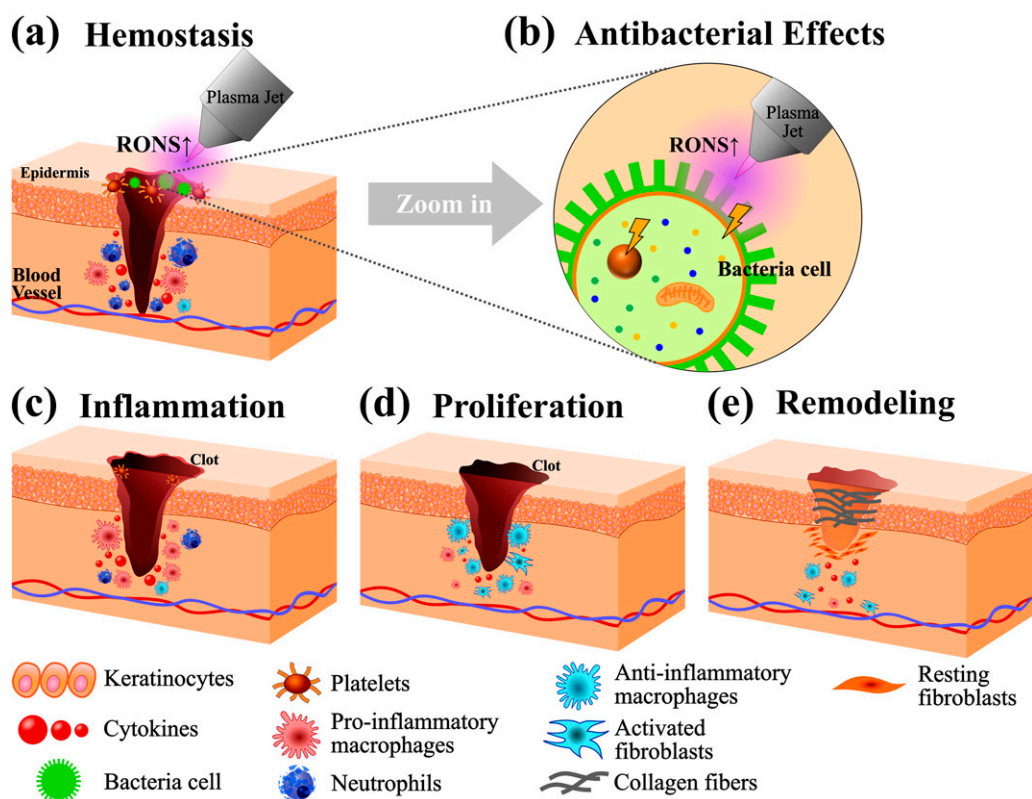 (a) Hemostasis
Plasma Jet
RONS↑
Epidermis
Blood
Vessel
Zoom in
(b) Antibacterial Effects
Plasma
Jet
RONS↑
Bacteria cell
(c) Inflammation
Clot
(d) Proliferation
Clot
(e) Remodeling
Keratinocytes
Cytokines
Bacteria cell
Platelets
Pro-inflammatory
macrophages
Neutrophils
Anti-inflammatory
macrophages
Activated
fibroblasts
Collagen fibers
Resting
fibroblasts